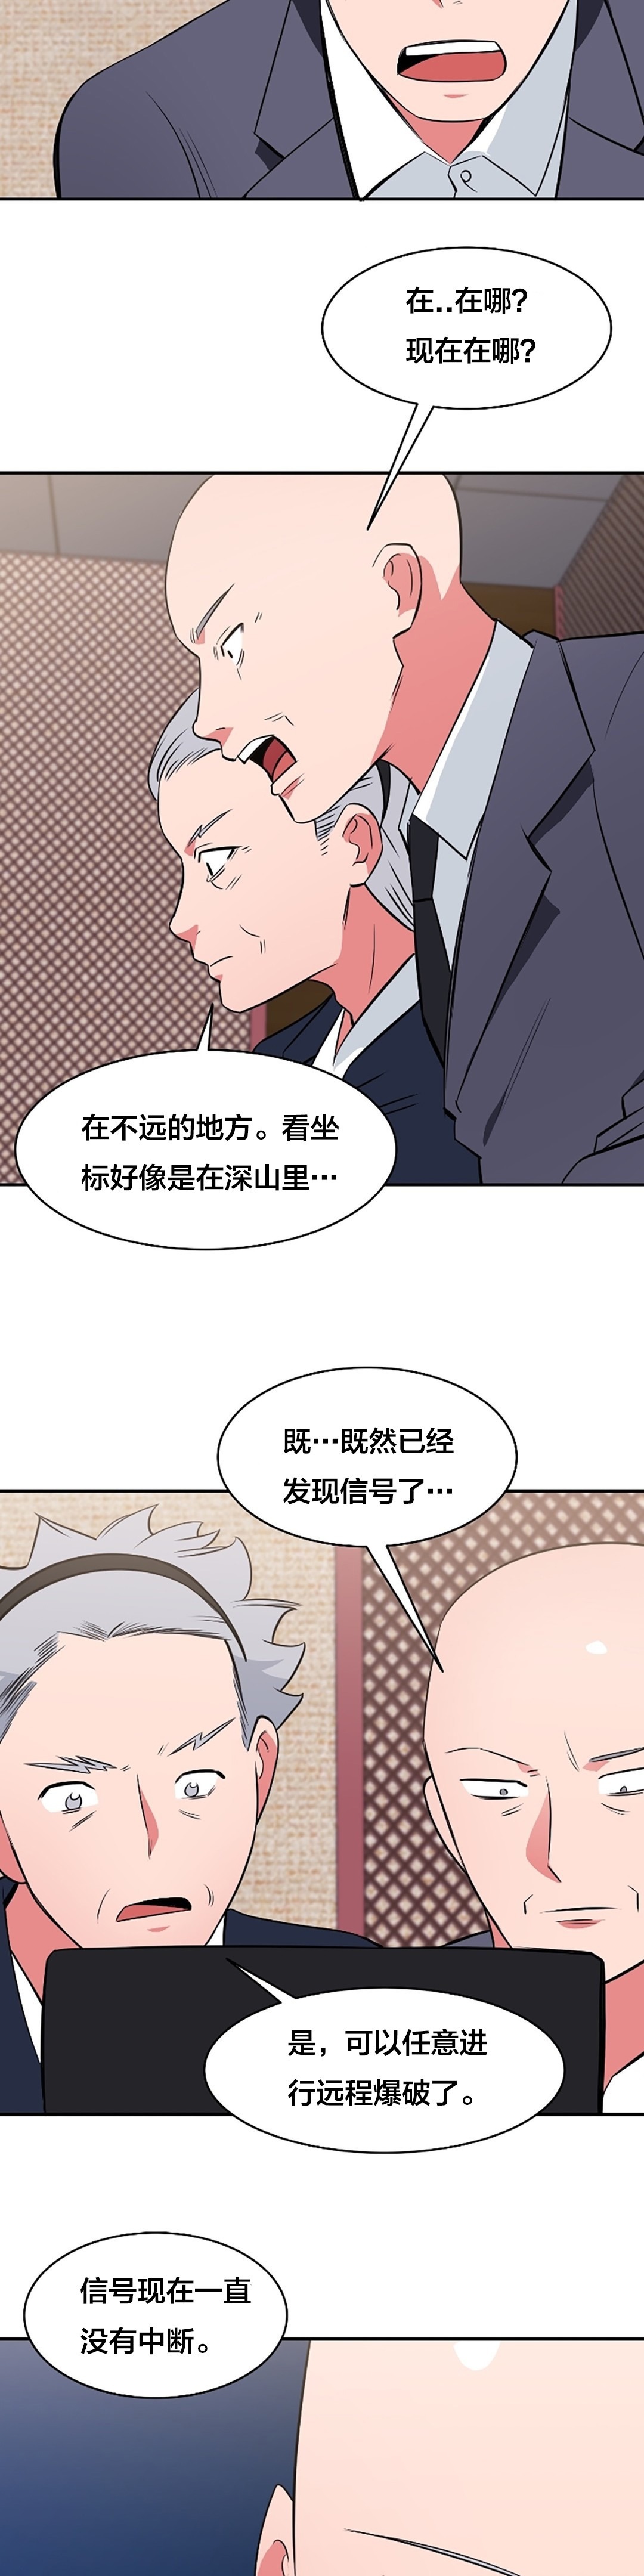 在..在哪?
现在在哪?
在不远的地方。看坐
标好像是在深山里…
既…既然已经
发现信号了…
是，可以任意进
行远程爆破了。
信号现在一直
没有中断。